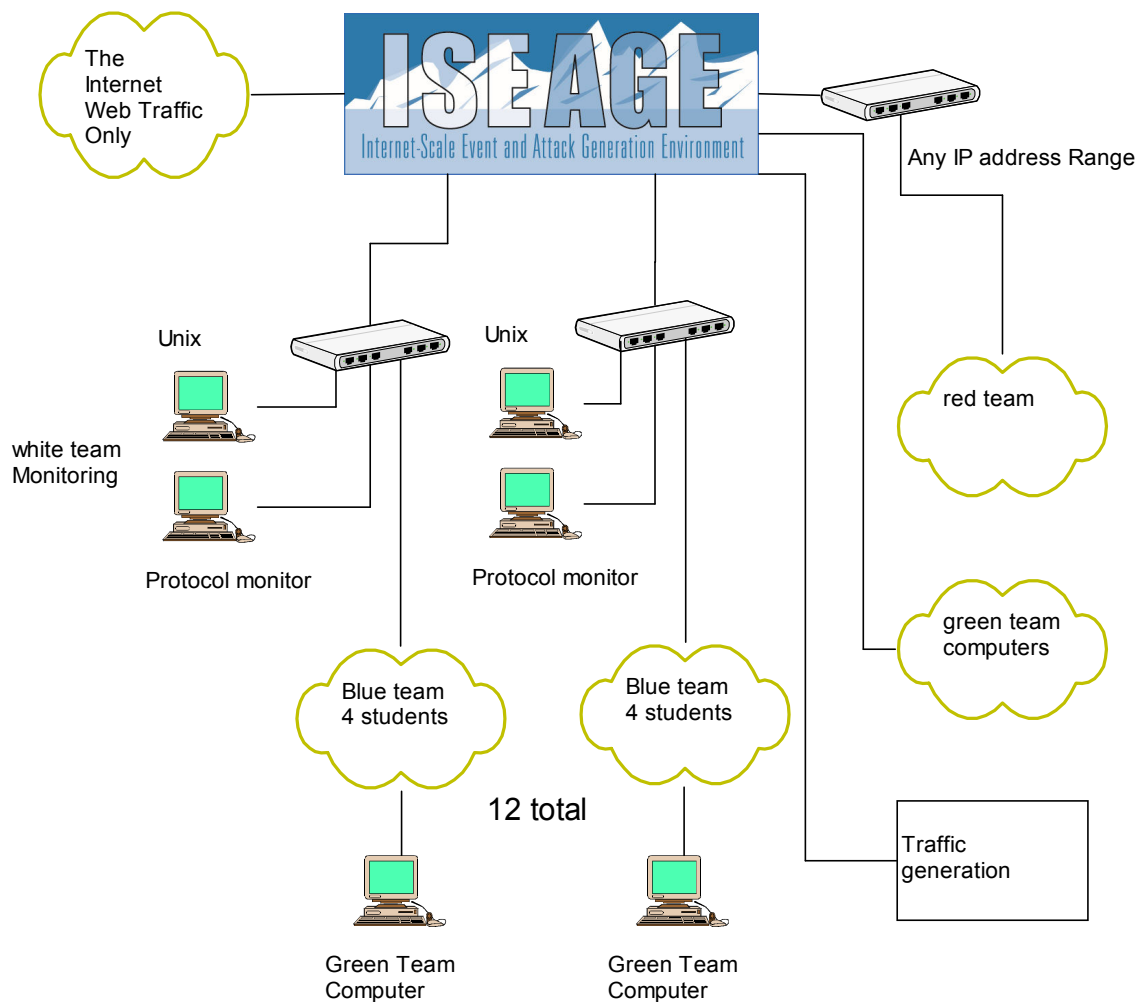 The
Internet
Web Traffic
Only
ISEAGE
Internet-Scale Event and Attack Generation Environment
Any IP address Range
Unix
Unix
red team
white team
Monitoring
Protocol monitor
Protocol monitor
green team
computers
Blue team
4 students
Blue team
4 students
12 total
Traffic
generation
Green Team
Computer
Green Team
Computer